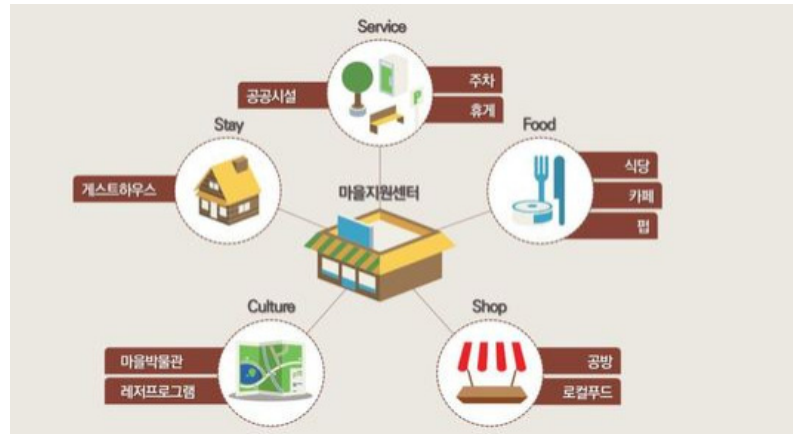 Service
공공시설
주차
휴게
Stay
게스트하우스
Food
식당
카페
펍
마을지원센터
Culture
마을박물관
레저프로그램
Shop
공방
로컬푸드